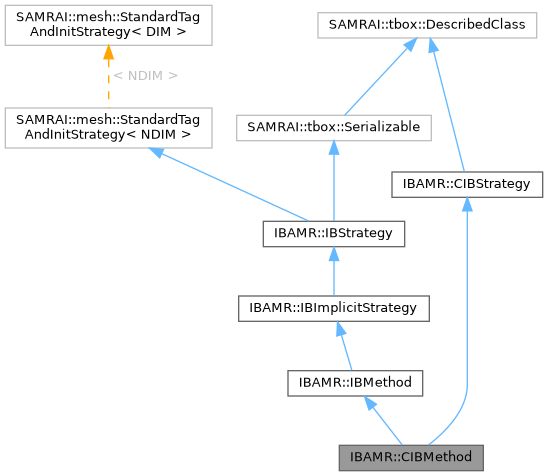 SAMRAI::mesh::StandardTag
AndInitStrategy< DIM >
SAMRAI::tbox::DescribedClass
< NDIM >
SAMRAI::mesh::StandardTag
AndInitStrategy< NDIM >
SAMRAI::tbox::Serializable
IBAMR::CIBStrategy
IBAMR::IBStrategy
IBAMR::IBImplicitStrategy
IBAMR::IBMethod
IBAMR::CIBMethod